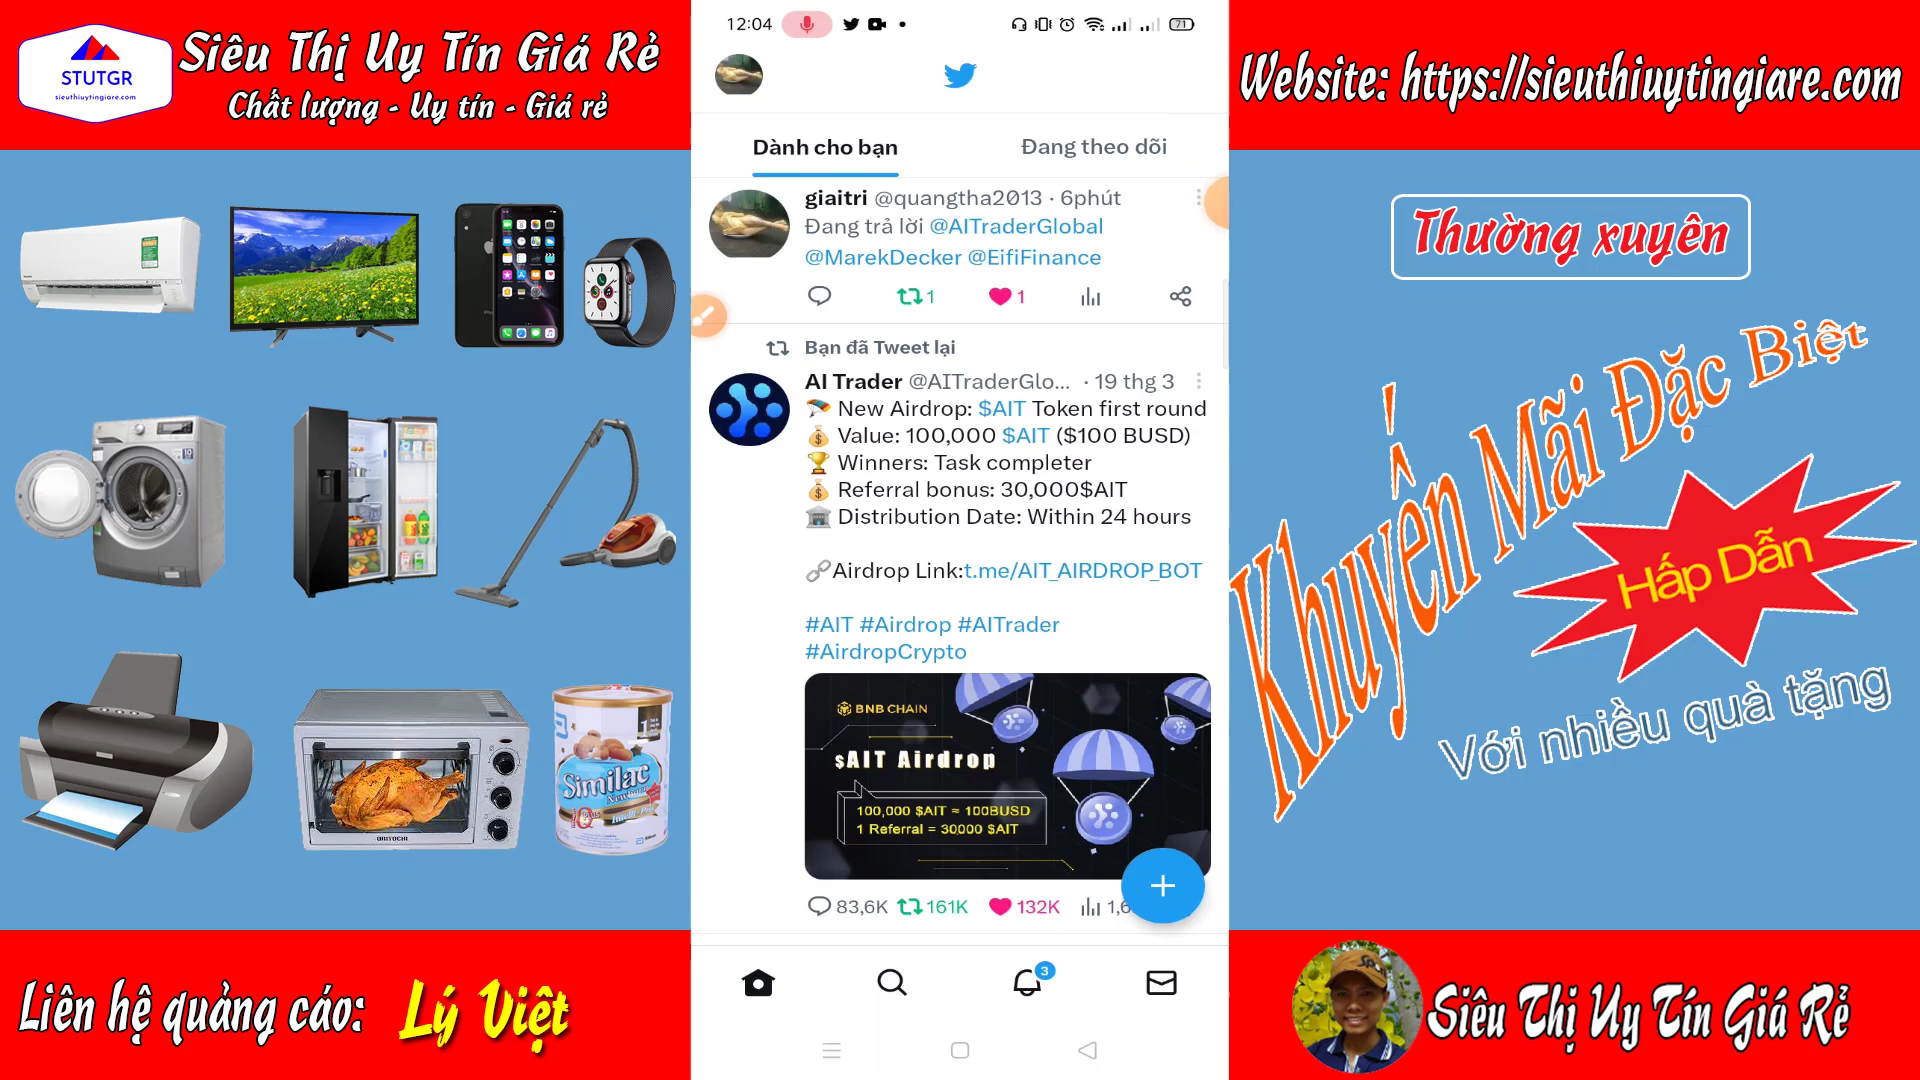 STUTGR
sieuthiuytingiare.com
Siêu Thị Uy Tín Giá Rẻ
Chất lượng - Uy tín - Giá rẻ
12:04
71
Website: https://sieuthiuytingiare.com
Dành cho bạn
Đang theo dõi
giaitri @quangtha2013 · 6phút
Đang trả lời @AITraderGlobal
@MarekDecker @EifiFinance
1
1
Bạn đã Tweet lại
AI Trader @AITraderGlo... · 19 thg 3
New Airdrop: $AIT Token first round
Value: 100,000 $AIT ($100 BUSD)
Winners: Task completer
Referral bonus: 30,000$AIT
Distribution Date: Within 24 hours
Airdrop Link:t.me/AIT_AIRDROP_BOT
#AIT #Airdrop #AITrader
#AirdropCrypto
BNB CHAIN
$AIT Airdrop
100,000 $AIT ≈ 100BUSD
1 Referral = 30,000 $AIT
83,6K
161K
132K
3
Thường xuyên
Khuyến Mãi Đặc Biệt
Hấp Dẫn
Với nhiều quà tặng
Similac
Liên hệ quảng cáo:
Lý Việt
Siêu Thị Uy Tín Giá Rẻ